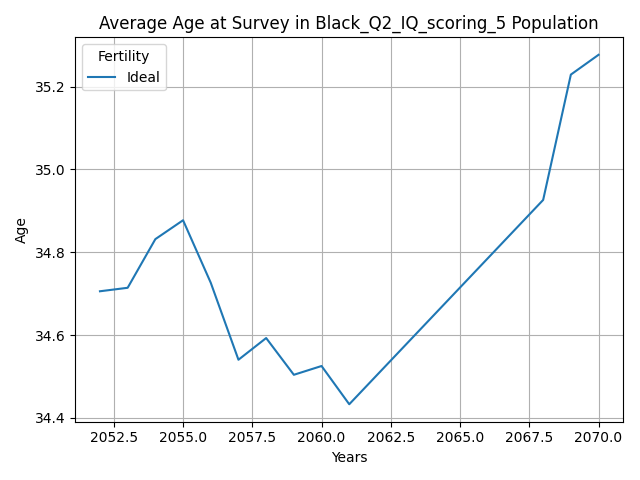 Average Age at Survey in Black_Q2_IQ_scoring_5 Population
Fertility
Ideal
Age
35.2
35.0
34.8
34.6
34.4
2052.5 2055.0 2057.5 2060.0 2062.5 2065.0 2067.5 2070.0
Years